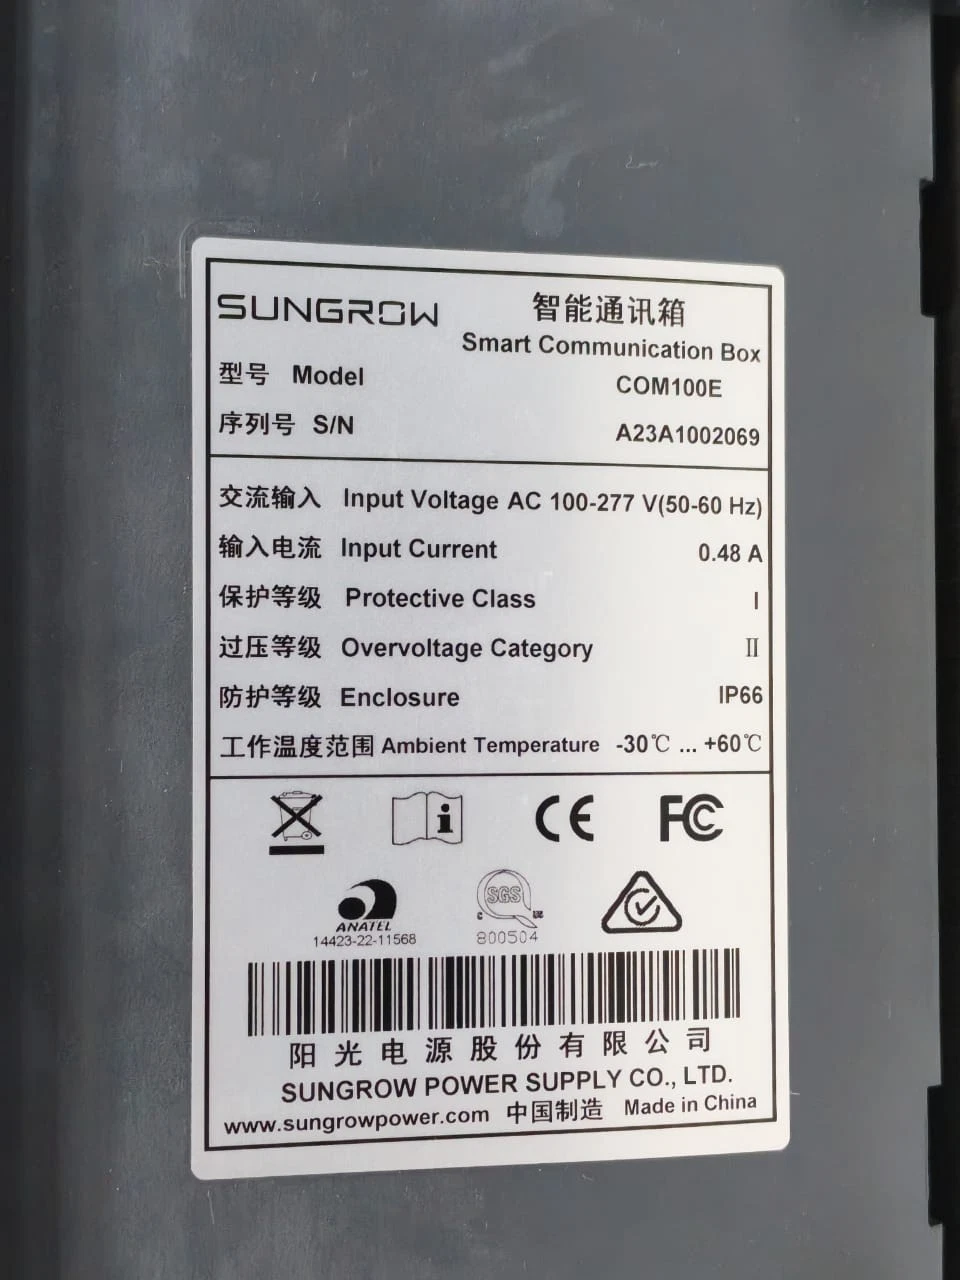 SUNGROW 智能通讯箱
Smart Communication Box
型号 Model COM100E
序列号 S/N A23A1002069
交流输入 Input Voltage AC 100-277 V(50-60 Hz)
输入电流 Input Current 0.48 A
保护等级 Protective Class I
过压等级 Overvoltage Category II
防护等级 Enclosure IP66
工作温度范围 Ambient Temperature -30℃ ... +60℃
i CE FC
ANATEL SGS
14423-22-11568 800504
阳光电源股份有限公司
SUNGROW POWER SUPPLY CO., LTD.
www.sungrowpower.com 中国制造 Made in China